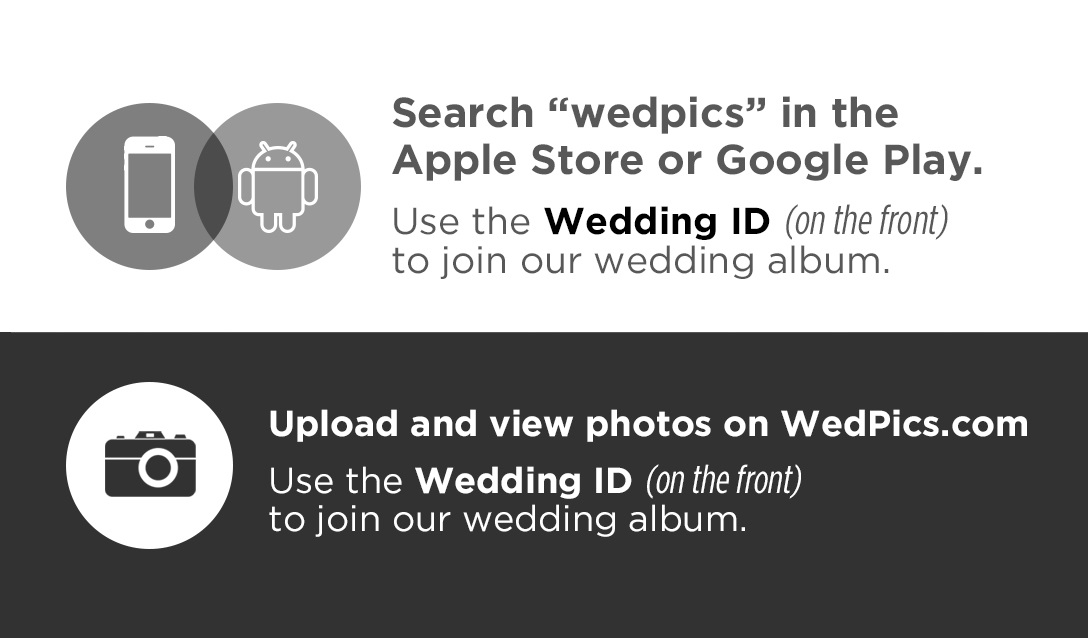 Search “wedpics” in the
Apple Store or Google Play.
Use the Wedding ID (on the front)
to join our wedding album.
Upload and view photos on WedPics.com
Use the Wedding ID (on the front)
to join our wedding album.